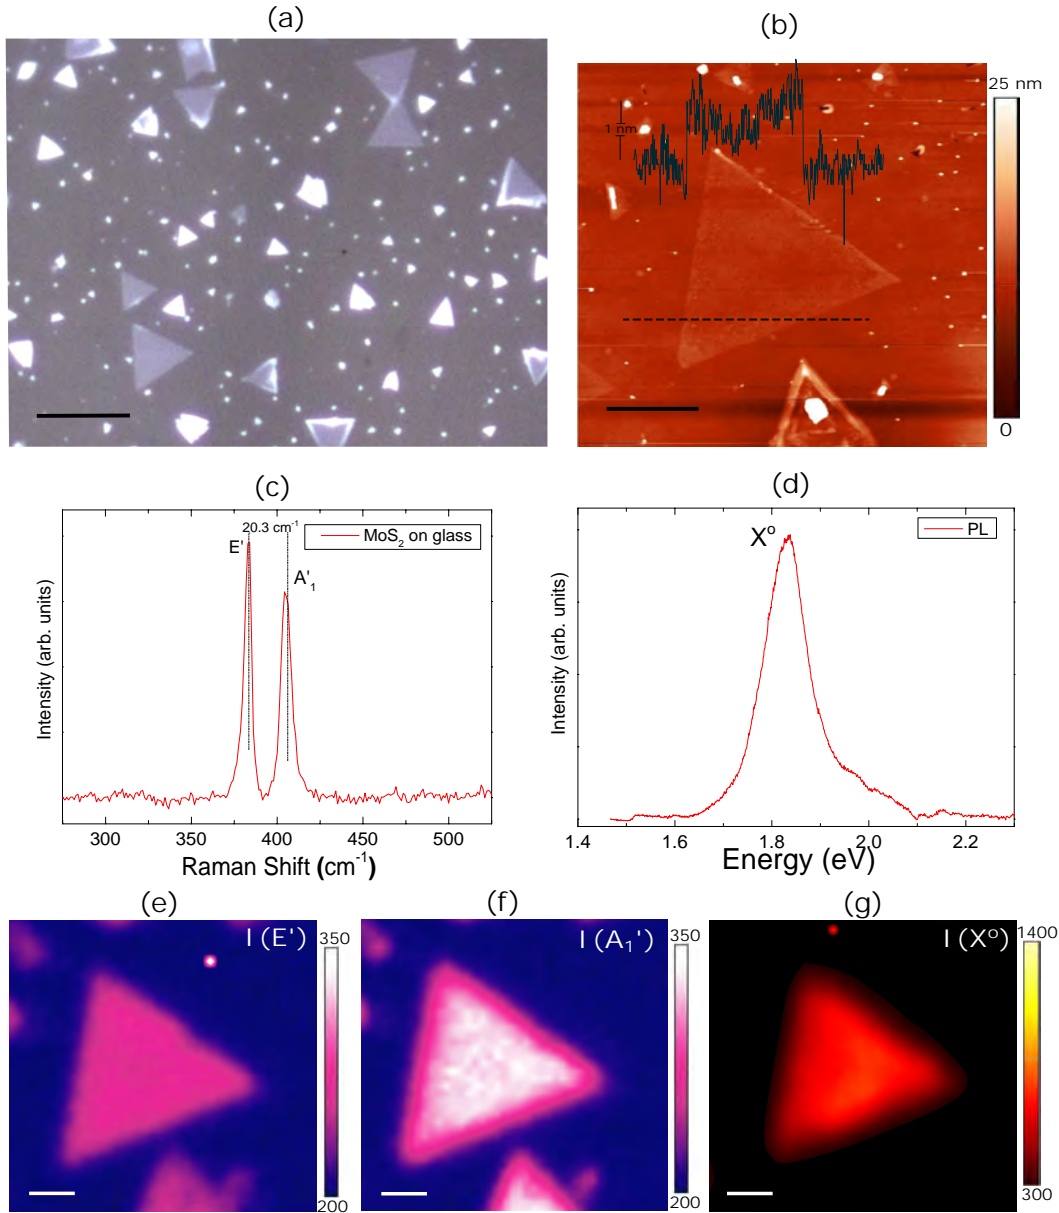 (a)
(b)
1 nm
25 nm
0
(c)
20.3 cm⁻¹
E'
A'₁
MoS₂ on glass
Intensity (arb. units)
300 350 400 450 500
Raman Shift (cm⁻¹)
(d)
X⁰
PL
Intensity (arb. units)
1.4 1.6 1.8 2.0 2.2
Energy (eV)
(e)
I (E')
350
200
(f)
I (A₁')
350
200
(g)
I (X⁰)
1400
300